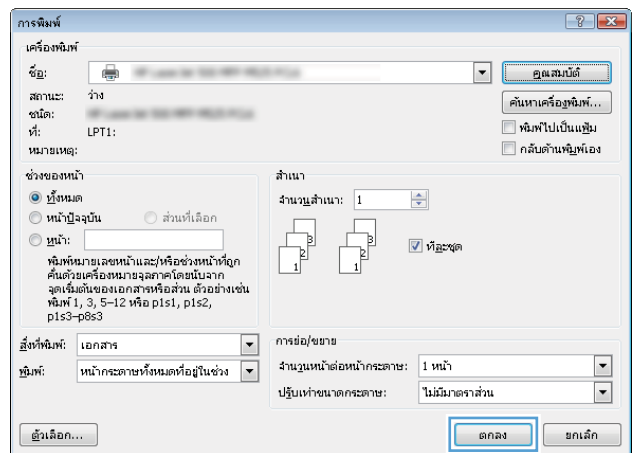 การพิมพ์
เครื่องพิมพ์
ชื่อ:
คุณสมบัติ
สถานะ: ว่าง
ค้นหาเครื่องพิมพ์...
ชนิด:
ที่: LPT1:
พิมพ์ไปเป็นแฟ้ม
หมายเหตุ:
กลับด้านพิมพ์เอง
ช่วงของหน้า
ทั้งหมด
หน้าปัจจุบัน ส่วนที่เลือก
หน้า:
พิมพ์หมายเลขหน้าและ/หรือช่วงหน้าที่ถูก
คั่นด้วยเครื่องหมายจุลภาคโดยนับจาก
จุดเริ่มต้นของเอกสารหรือส่วน ตัวอย่างเช่น
พิมพ์ 1, 3, 5–12 หรือ p1s1, p1s2,
p1s3–p8s3
สำเนา
จำนวนสำเนา: 1
1 2 3
1 2 3
ทีละชุด
สิ่งที่พิมพ์: เอกสาร
พิมพ์: หน้ากระดาษทั้งหมดที่อยู่ในช่วง
การย่อ/ขยาย
จำนวนหน้าต่อหน้ากระดาษ: 1 หน้า
ปรับเท่าขนาดกระดาษ: ไม่มีมาตราส่วน
ตัวเลือก...
ตกลง
ยกเลิก